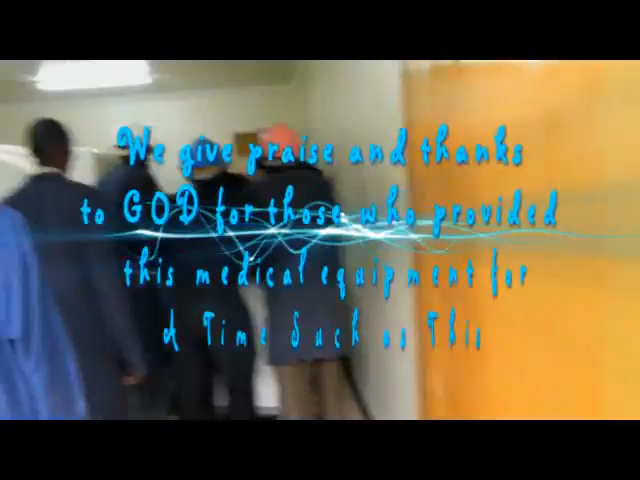 We give praise and thanks
to GOD for those who provided
this medical equipment for
A Time Such as This